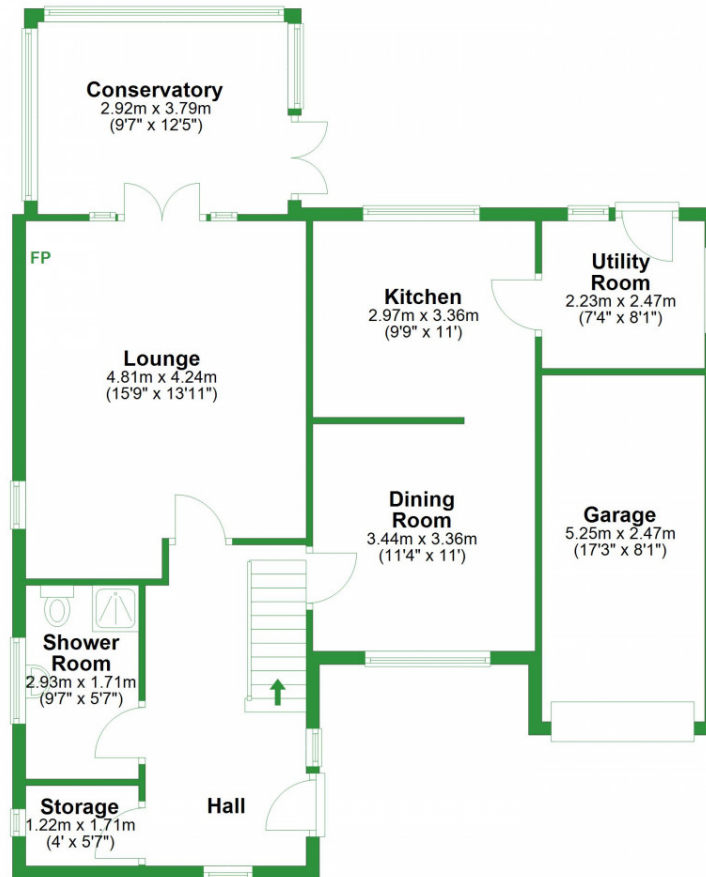 Conservatory
2.92m x 3.79m
(9'7" x 12'5")
FP
Lounge
4.81m x 4.24m
(15'9" x 13'11")
Kitchen
2.97m x 3.36m
(9'9" x 11')
Utility
Room
2.23m x 2.47m
(7'4" x 8'1")
Dining
Room
3.44m x 3.36m
(11'4" x 11')
Garage
5.25m x 2.47m
(17'3" x 8'1")
Shower
Room
2.93m x 1.71m
(9'7" x 5'7")
Storage
1.22m x 1.71m
(4' x 5'7")
Hall